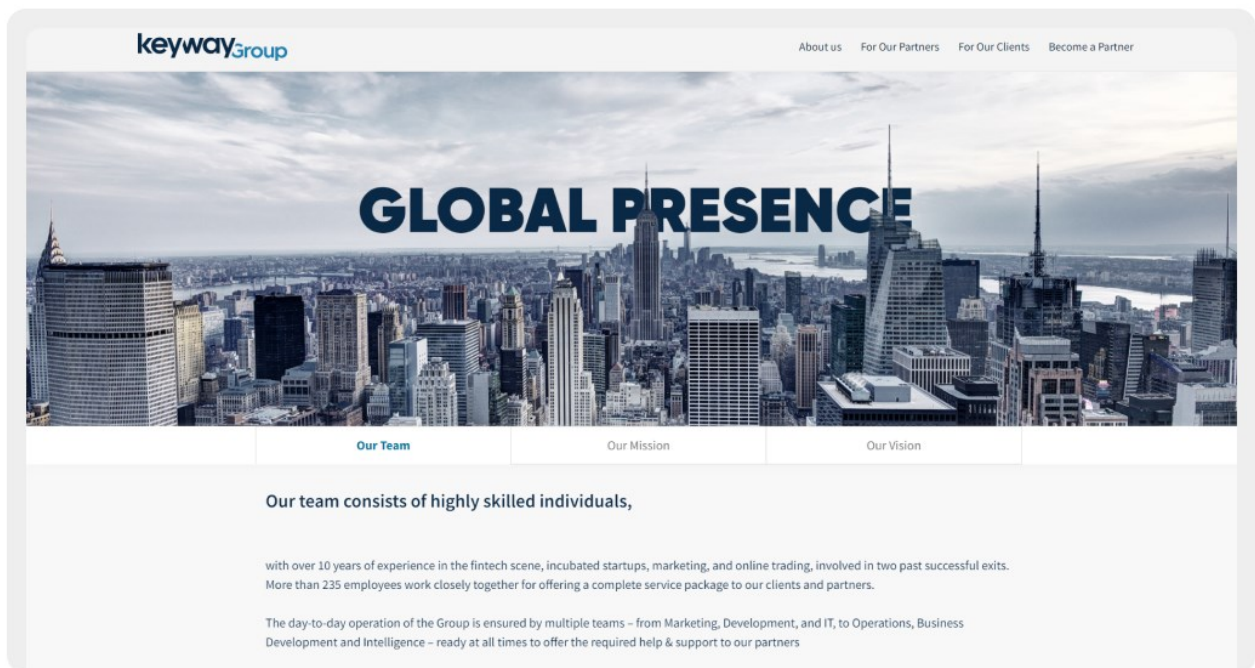 keywayGroup
About us For Our Partners For Our Clients Become a Partner
GLOBAL PRESENCE
Our Team Our Mission Our Vision
Our team consists of highly skilled individuals,
with over 10 years of experience in the fintech scene, incubated startups, marketing, and online trading, involved in two past successful exits.
More than 235 employees work closely together for offering a complete service package to our clients and partners.
The day-to-day operation of the Group is ensured by multiple teams – from Marketing, Development, and IT, to Operations, Business
Development and Intelligence – ready at all times to offer the required help & support to our partners